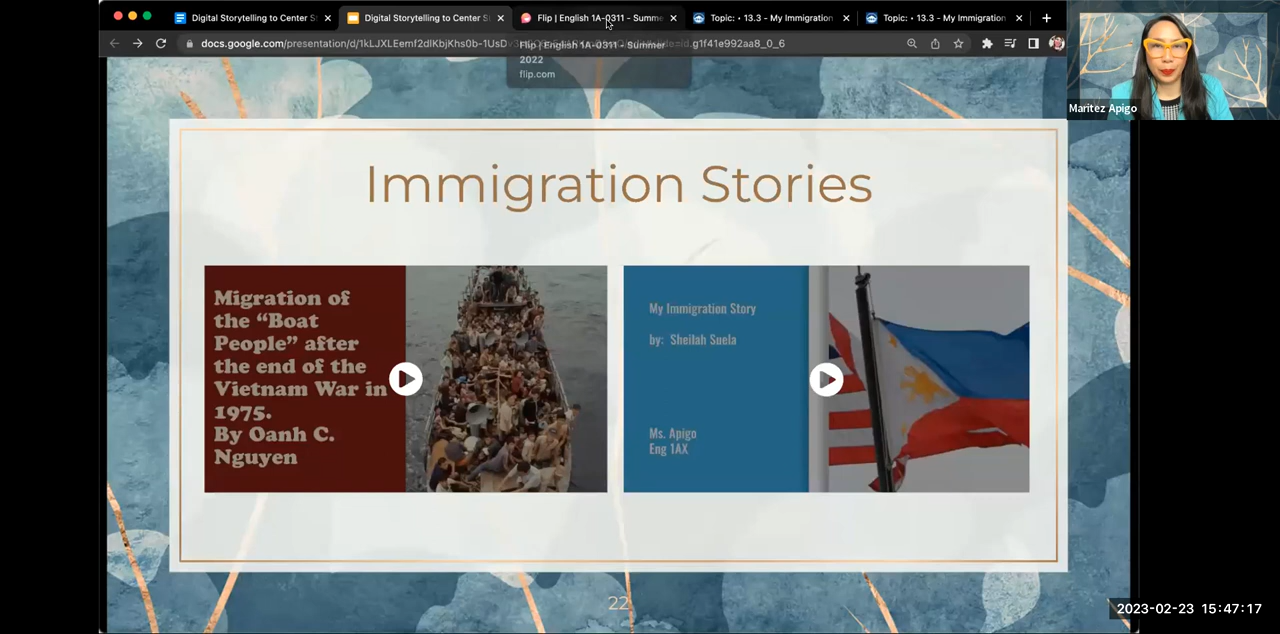 Digital Storytelling to Center S
Digital Storytelling to Center S
Flip | English 1A-0311 - Summe
Topic: • 13.3 - My Immigration
Topic: • 13.3 - My Immigration
docs.google.com/presentation/d/1kLJXLEemf2dlKbjKhs0b-1UsD
.g1f41e992aa8_0_6
Flip | English 1A-0311 - Summer
2022
flip.com
Maritez Apigo
Immigration Stories
Migration of
the “Boat
People” after
the end of the
Vietnam War in
1975.
By Oanh C.
Nguyen
My Immigration Story
by: Sheilah Suela
Ms. Apigo
Eng 1AX
22
2023-02-23 15:47:17